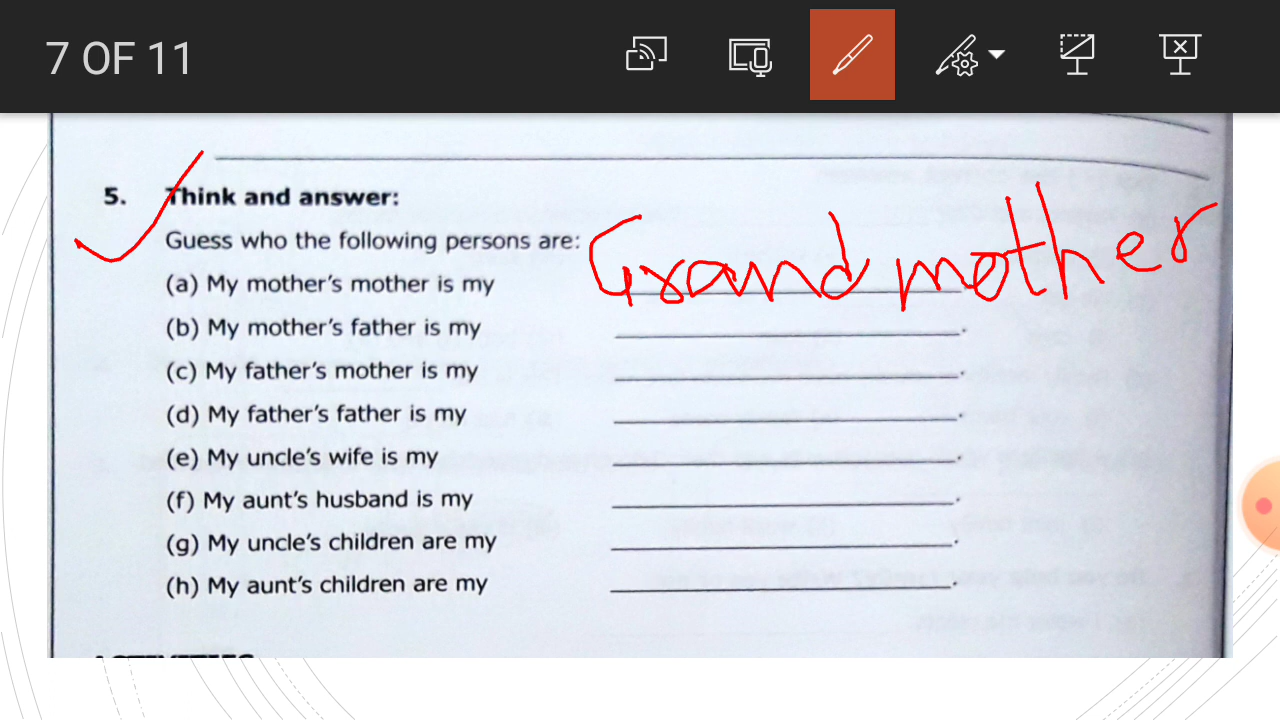 7 OF 11
5. Think and answer:
Guess who the following persons are:
(a) My mother's mother is my Grandmother
(b) My mother's father is my
(c) My father's mother is my
(d) My father's father is my
(e) My uncle's wife is my
(f) My aunt's husband is my
(g) My uncle's children are my
(h) My aunt's children are my